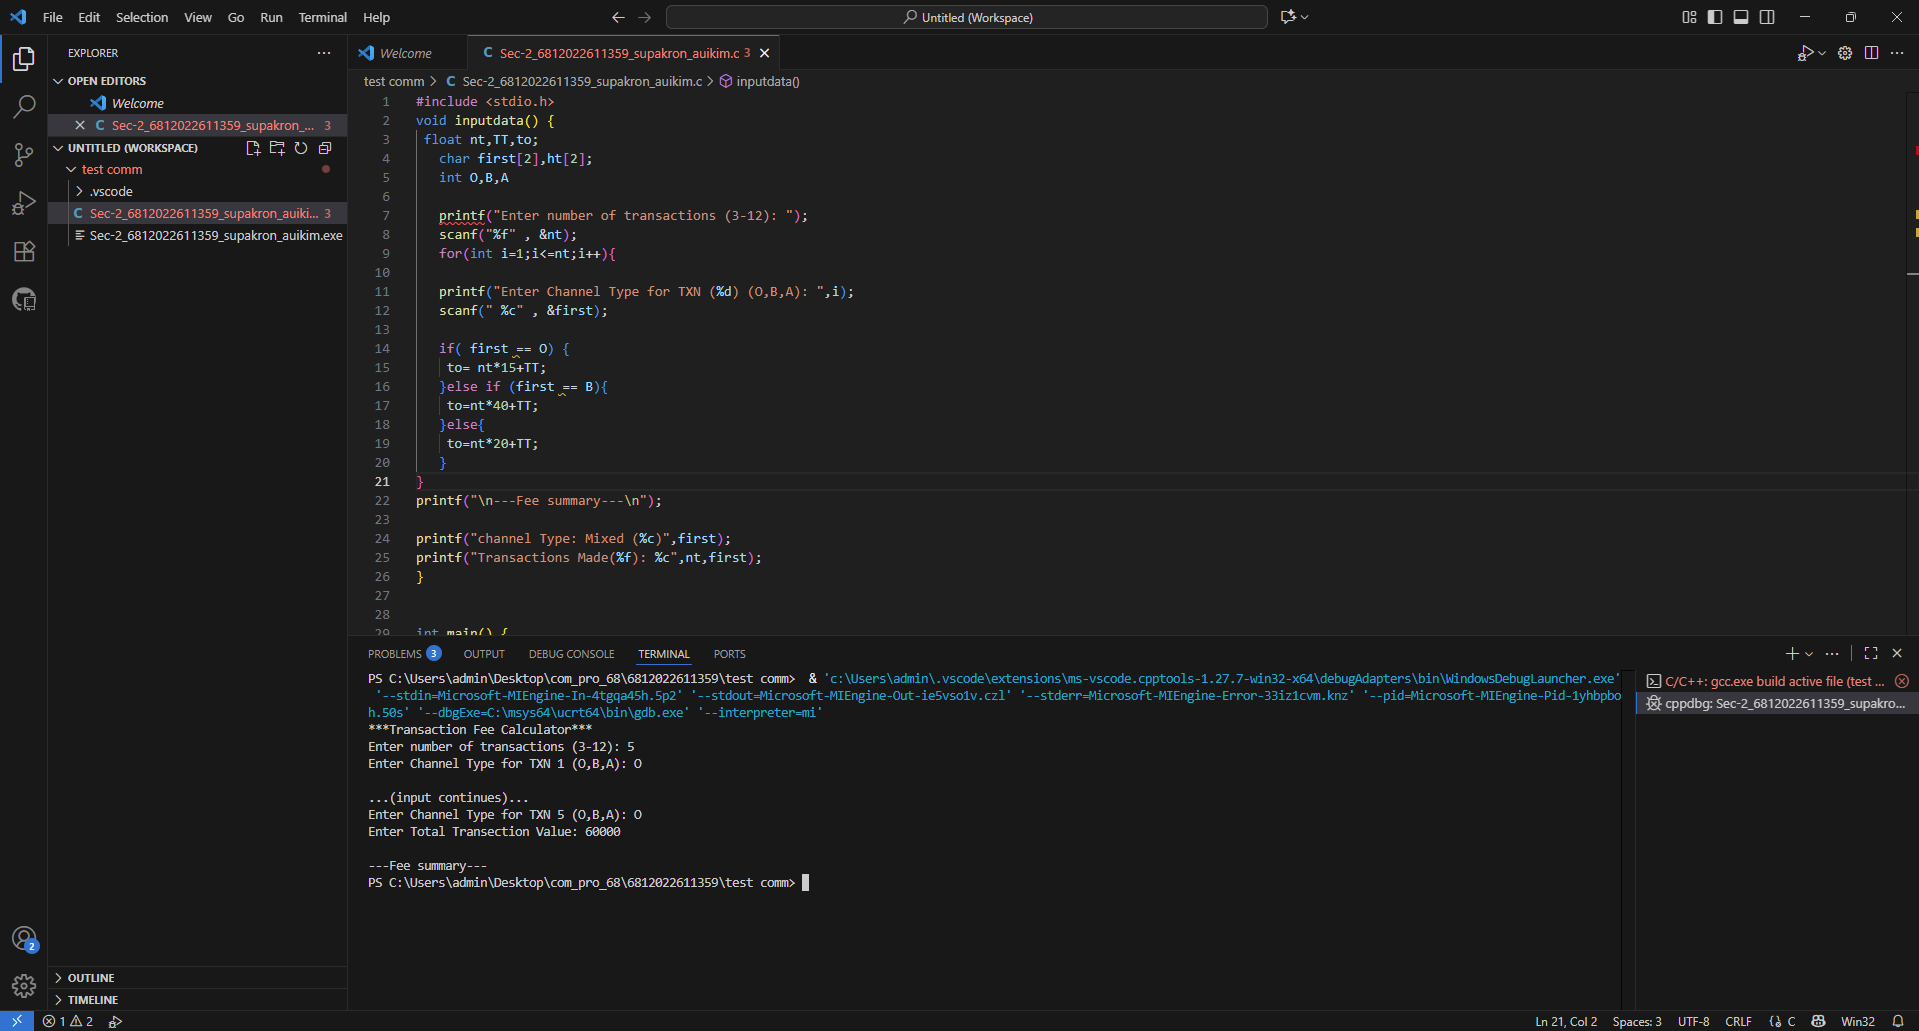 File Edit Selection View Go Run Terminal Help
Untitled (Workspace)
EXPLORER
OPEN EDITORS
Welcome
Sec-2_6812022611359_supakron_... 3
UNTITLED (WORKSPACE)
test comm
.vscode
Sec-2_6812022611359_supakron_auiki... 3
Sec-2_6812022611359_supakron_auikim.exe
OUTLINE
TIMELINE
Welcome
Sec-2_6812022611359_supakron_auikim.c 3
test comm > Sec-2_6812022611359_supakron_auikim.c > inputdata()
1 #include <stdio.h>
2 void inputdata() {
3 float nt,TT,to;
4 char first[2],ht[2];
5 int O,B,A
6
7 printf("Enter number of transactions (3-12): ");
8 scanf("%f" , &nt);
9 for(int i=1;i<=nt;i++){
10
11 printf("Enter Channel Type for TXN (%d) (O,B,A): ",i);
12 scanf(" %c" , &first);
13
14 if( first == O) {
15 to= nt*15+TT;
16 }else if (first == B){
17 to=nt*40+TT;
18 }else{
19 to=nt*20+TT;
20 }
21 }
22 printf("\n---Fee summary---\n");
23
24 printf("channel Type: Mixed (%c)",first);
25 printf("Transactions Made(%f): %c",nt,first);
26 }
27
28
29 int main() {
PROBLEMS 3 OUTPUT DEBUG CONSOLE TERMINAL PORTS
PS C:\Users\admin\Desktop\com_pro_68\6812022611359\test comm> & 'c:\Users\admin\.vscode\extensions\ms-vscode.cpptools-1.27.7-win32-x64\debugAdapters\bin\WindowsDebugLauncher.exe'
'--stdin=Microsoft-MIEngine-In-4tgqa45h.5p2' '--stdout=Microsoft-MIEngine-Out-ie5vso1v.czl' '--stderr=Microsoft-MIEngine-Error-33iz1cvm.knz' '--pid=Microsoft-MIEngine-Pid-1yhbpbo
h.50s' '--dbgExe=C:\msys64\ucrt64\bin\gdb.exe' '--interpreter=mi'
***Transaction Fee Calculator***
Enter number of transactions (3-12): 5
Enter Channel Type for TXN 1 (O,B,A): O
...(input continues)...
Enter Channel Type for TXN 5 (O,B,A): O
Enter Total Transection Value: 60000
---Fee summary---
PS C:\Users\admin\Desktop\com_pro_68\6812022611359\test comm>
C/C++: gcc.exe build active file (test ...
cppdbg: Sec-2_6812022611359_supakro...
2
1 2
Ln 21, Col 2 Spaces: 3 UTF-8 CRLF {} C Win32